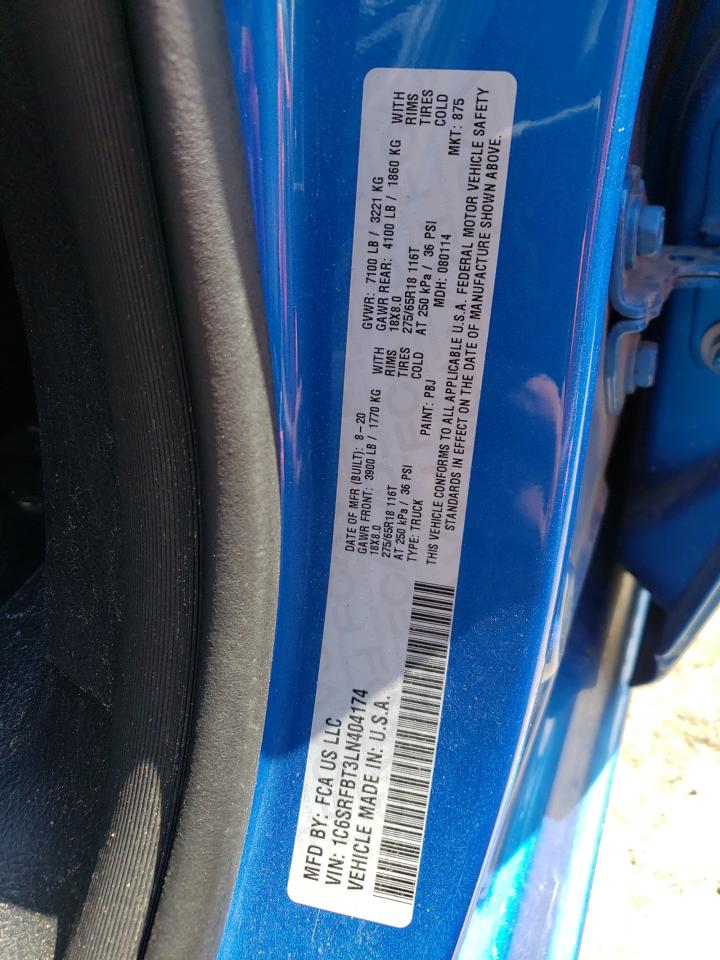 MFD BY: FCA US LLC
VIN: 1C6SRFBT3LN404174
VEHICLE MADE IN: U.S.A.
DATE OF MFR (BUILT): 8-20
GAWR FRONT: 3900 LB / 1770 KG WITH
18X8.0 RIMS
275/65R18 116T TIRES
AT 250 kPa / 36 PSI COLD
TYPE: TRUCK PAINT: PBJ
GVWR: 7100 LB / 3221 KG
GAWR REAR: 4100 LB / 1860 KG WITH
18X8.0 RIMS
275/65R18 116T TIRES
AT 250 kPa / 36 PSI COLD
MDH: 080114 MKT: 875
THIS VEHICLE CONFORMS TO ALL APPLICABLE U.S.A. FEDERAL MOTOR VEHICLE SAFETY
STANDARDS IN EFFECT ON THE DATE OF MANUFACTURE SHOWN ABOVE.